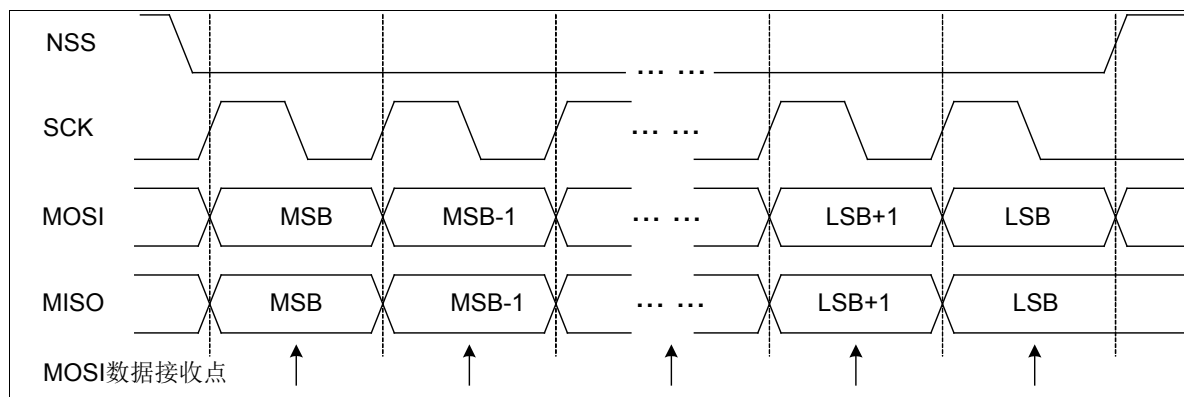 NSS
... ...
SCK
... ...
MOSI MSB MSB-1 ... ... LSB+1 LSB
MISO MSB MSB-1 ... ... LSB+1 LSB
MOSI数据接收点